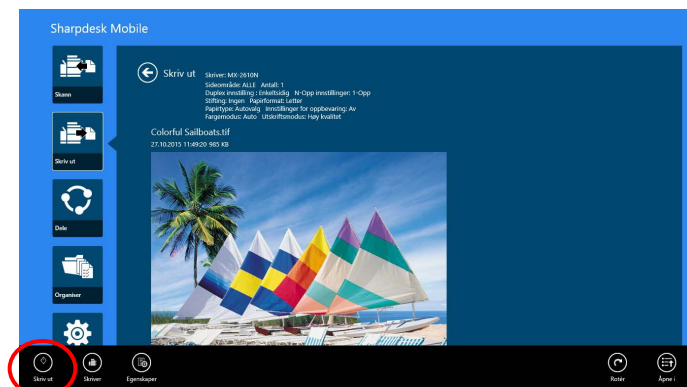 Sharpdesk Mobile
Skann
Skriv ut
Dele
Organiser
Skriv ut
Skriver: MX-2610N
Sideområde: ALLE Antall: 1
Duplex innstilling : Enkeltsidig N-Opp innstillinger: 1-Opp
Stifting: Ingen Papirformat: Letter
Papirtype: Autovalg Innstillinger for oppbevaring: Av
Fargemodus: Auto Utskriftsmodus: Høy kvalitet
Colorful Sailboats.tif
27.10.2015 11:49:20 985 KB
Skriv ut
Skriver
Egenskaper
Rotér
Åpne i